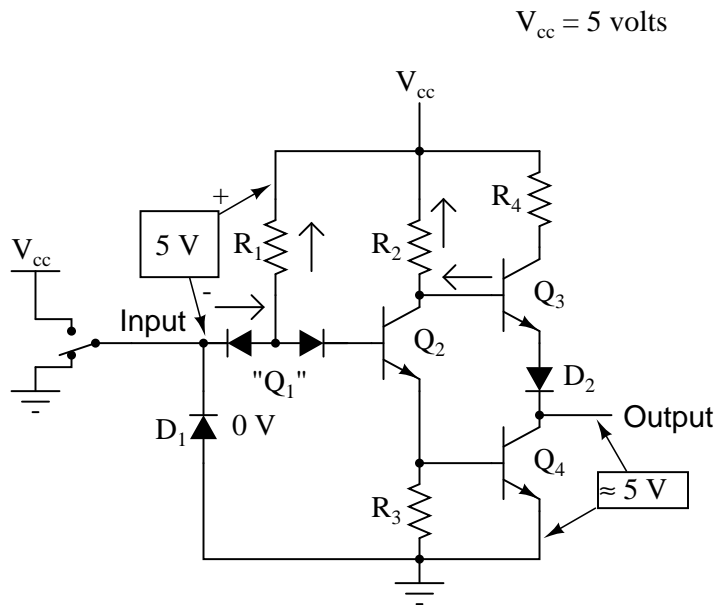 Vcc = 5 volts
Vcc
R4
+
5 V
R1
R2
Vcc
Q3
-
Input
Q2
"Q1"
D2
D1
0 V
Output
Q4
R3
≈ 5 V